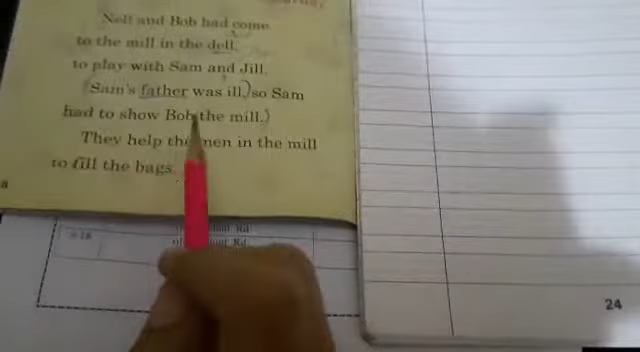 Nell and Bob had come
to the mill in the dell
to play with Sam and Jill.
(Sam's father was ill,) so Sam
had to show Bob the mill.)
They help the men in the mill
to fill the bags.
24